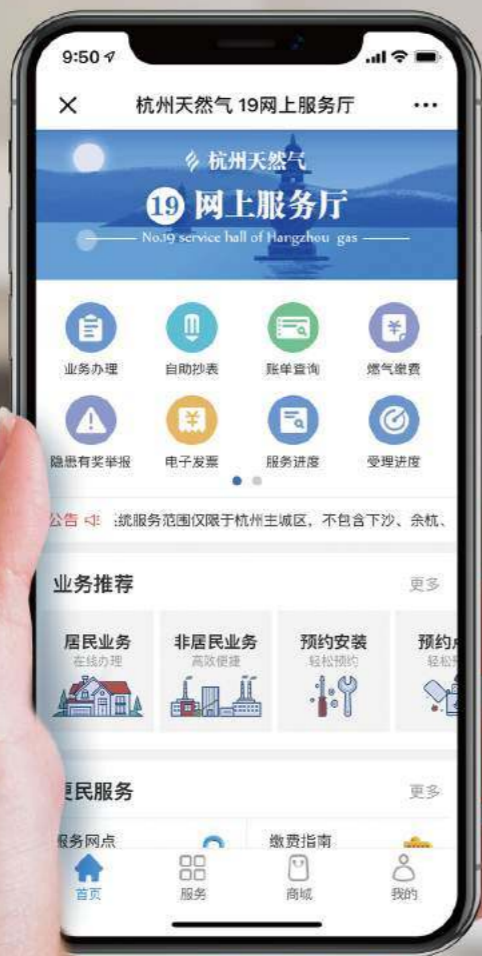 9:50
杭州天然气 19网上服务厅
杭州天然气
19 网上服务厅
No.19 service hall of Hangzhou gas
业务办理 自助抄表 账单查询 燃气缴费
隐患有奖举报 电子发票 服务进度 受理进度
公告 统服务范围仅限于杭州主城区，不包含下沙、余杭、
业务推荐 更多
居民业务 非居民业务 预约安装 预约
在线办理 高效便捷 轻松预约 轻松
便民服务 更多
服务网点 缴费指南
首页 服务 商城 我的